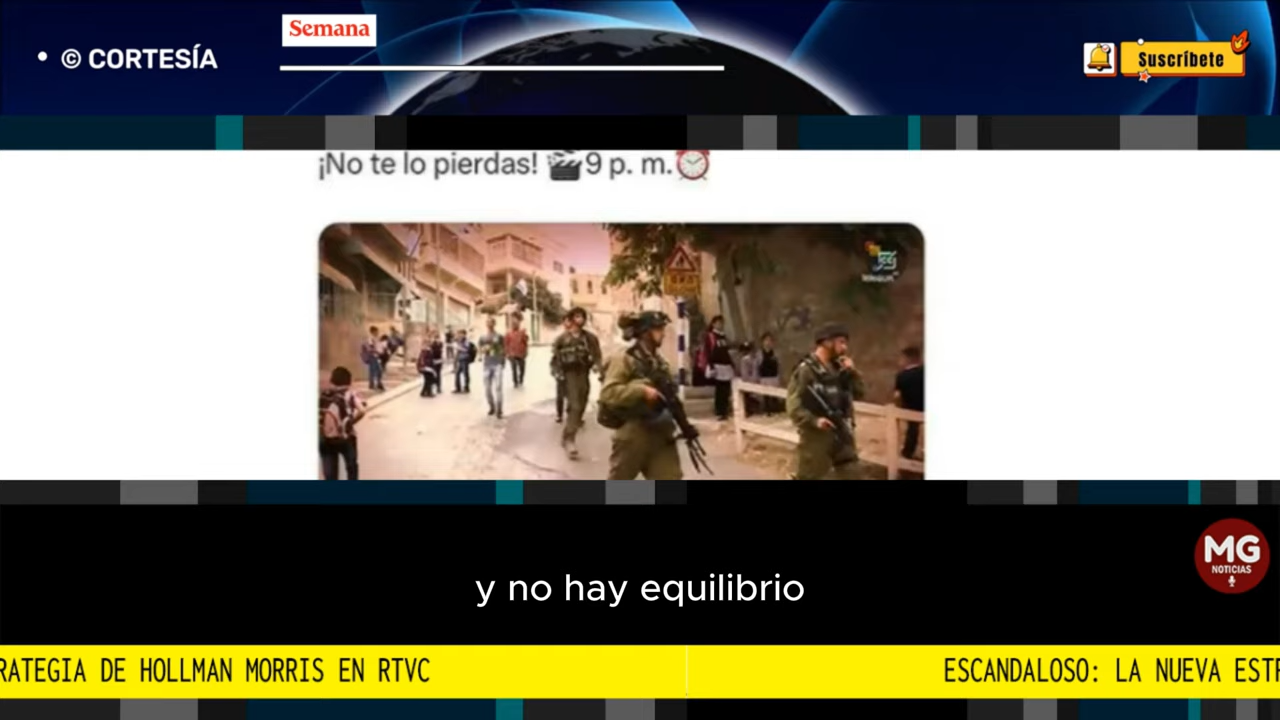 Semana
• © CORTESÍA
Suscríbete
¡No te lo pierdas! 🎬9 p. m.⏰
y no hay equilibrio
MG
NOTICIAS
RATEGIA DE HOLLMAN MORRIS EN RTVC
ESCANDALOSO: LA NUEVA ESTR